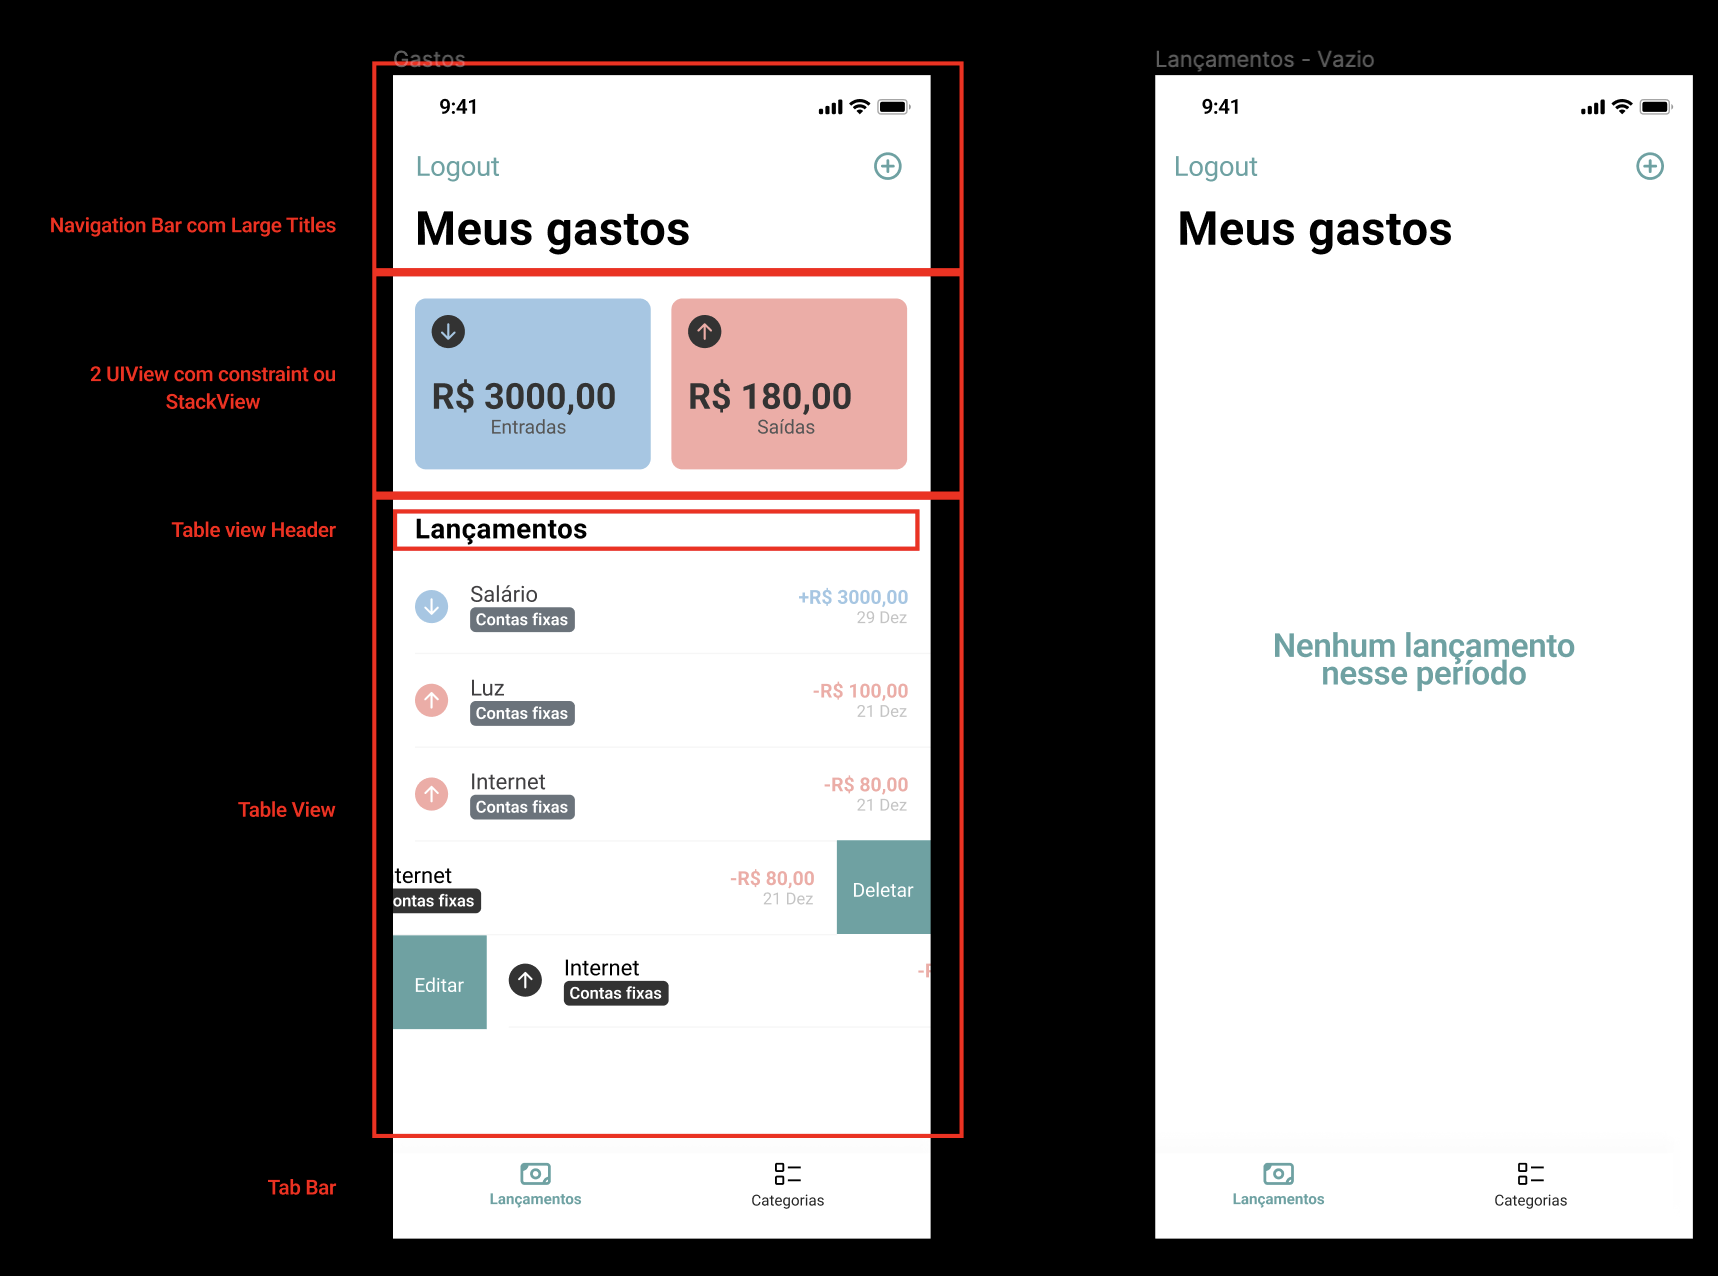 Gastos
9:41
Logout
Meus gastos
Navigation Bar com Large Titles
2 UIView com constraint ou
StackView
R$ 3000,00
Entradas
R$ 180,00
Saídas
Table view Header
Lançamentos
Salário
Contas fixas
+R$ 3000,00
29 Dez
Luz
Contas fixas
-R$ 100,00
21 Dez
Table View
Internet
Contas fixas
-R$ 80,00
21 Dez
ternet
ontas fixas
-R$ 80,00
21 Dez
Deletar
Editar
Internet
Contas fixas
-R
Tab Bar
Lançamentos
Categorias
Lançamentos - Vazio
9:41
Logout
Meus gastos
Nenhum lançamento
nesse período
Lançamentos
Categorias